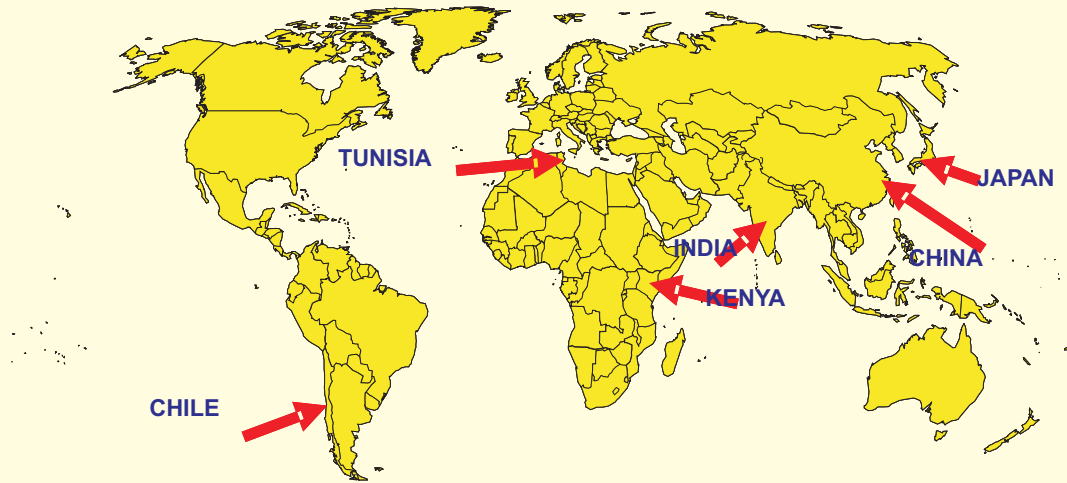 TUNISIA
JAPAN
INDIA
CHINA
KENYA
CHILE